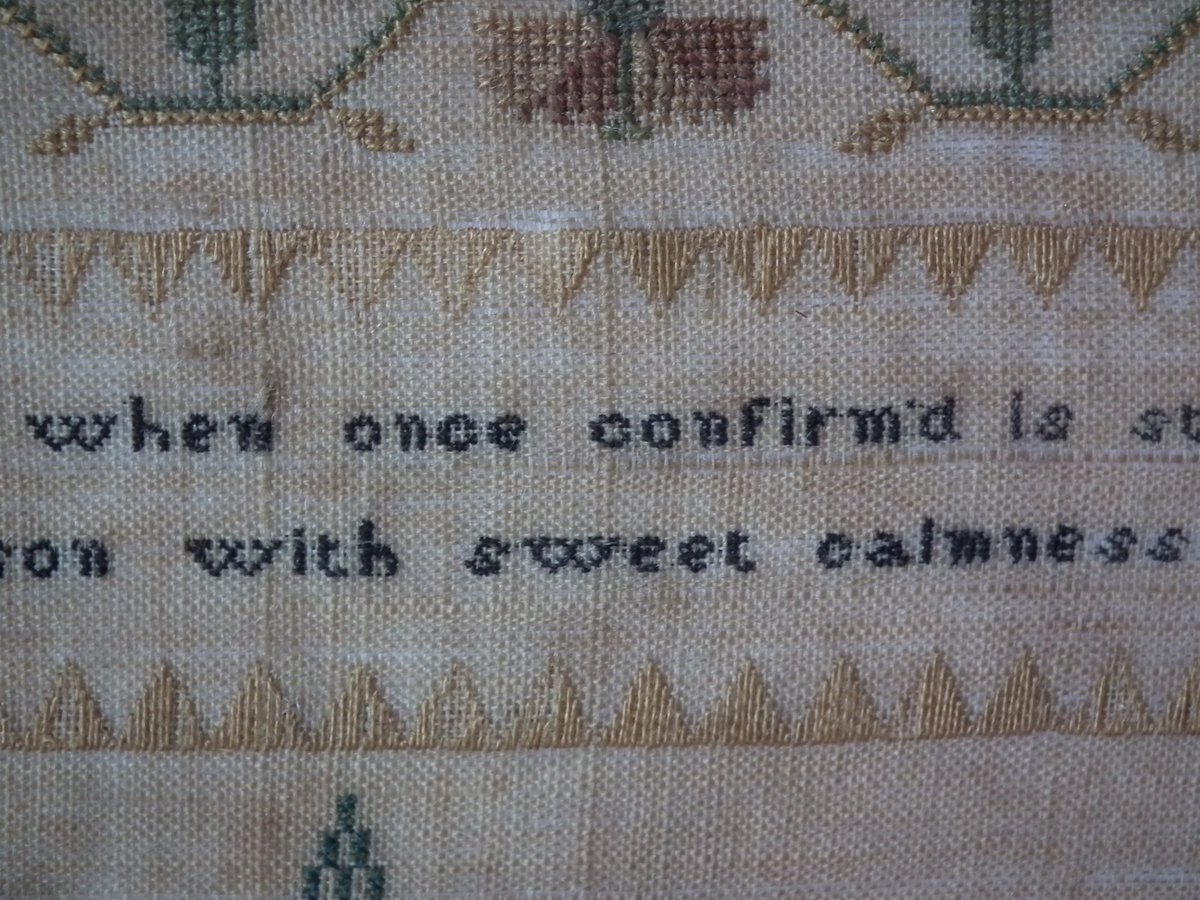 when once confirm'd is
with sweet calmness